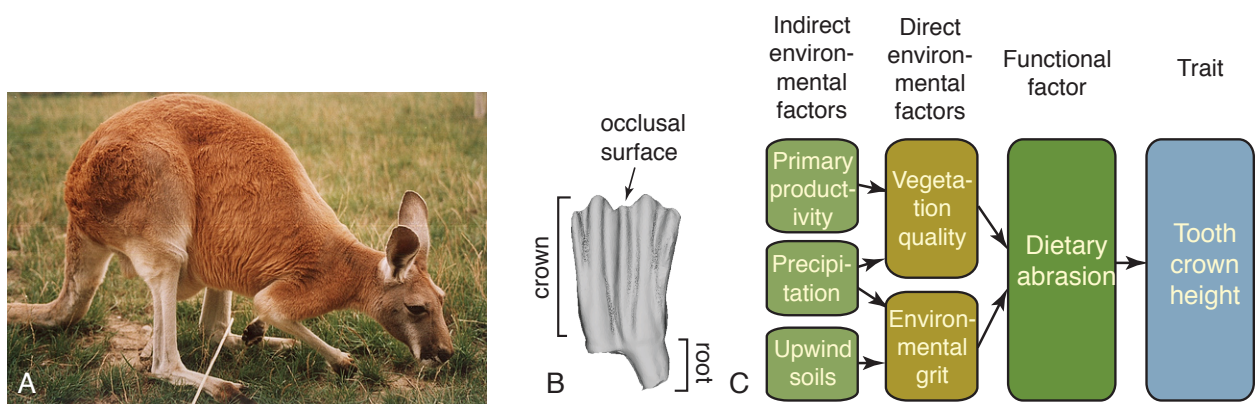 A
occlusal
surface
crown
root
B
Indirect
environ-
mental
factors
Direct
environ-
mental
factors
Functional
factor
Trait
Primary
product-
ivity
Precipi-
tation
Upwind
soils
Vegeta-
tion
quality
Environ-
mental
grit
Dietary
abrasion
Tooth
crown
height
C